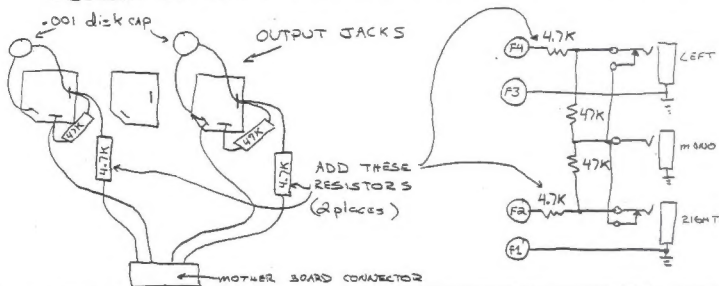 .001 disk cap
OUTPUT JACKS
47K
4.7K
47K
4.7K
ADD THESE
RESISTORS
(2 places)
MOTHER BOARD CONNECTOR
F4
4.7K
LEFT
F3
47K
MONO
47K
F2
4.7K
RIGHT
F1